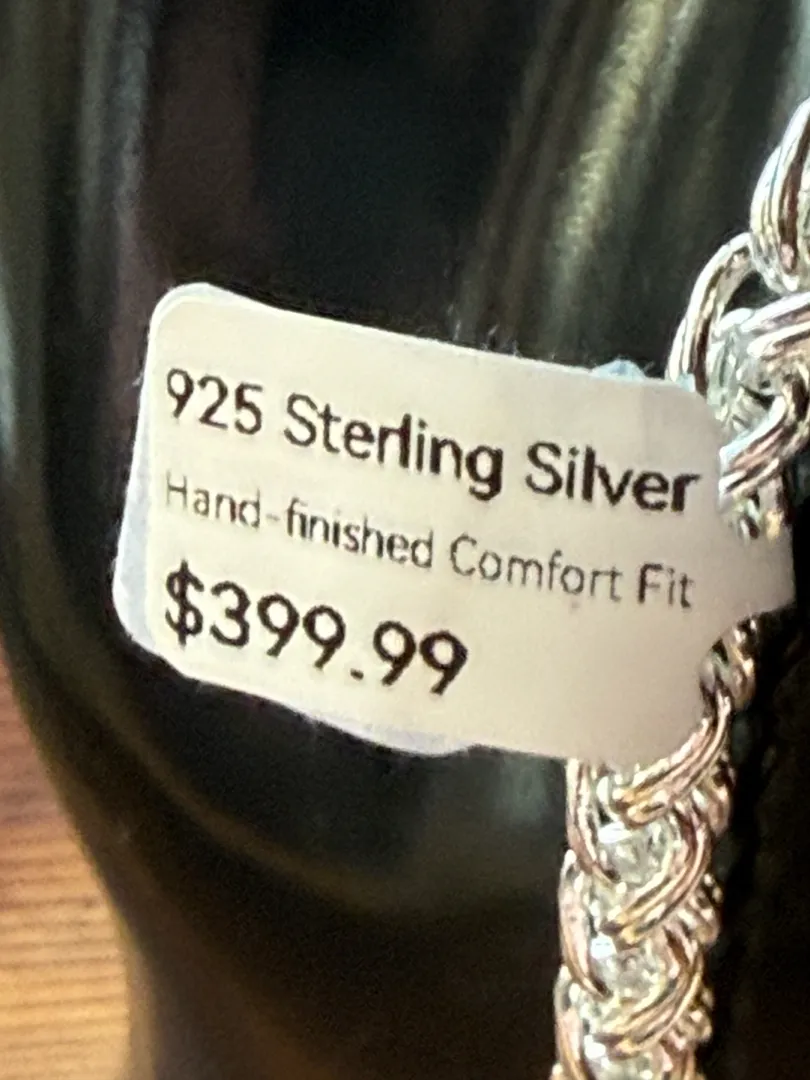 925 Sterling Silver
Hand-finished Comfort Fit
$399.99